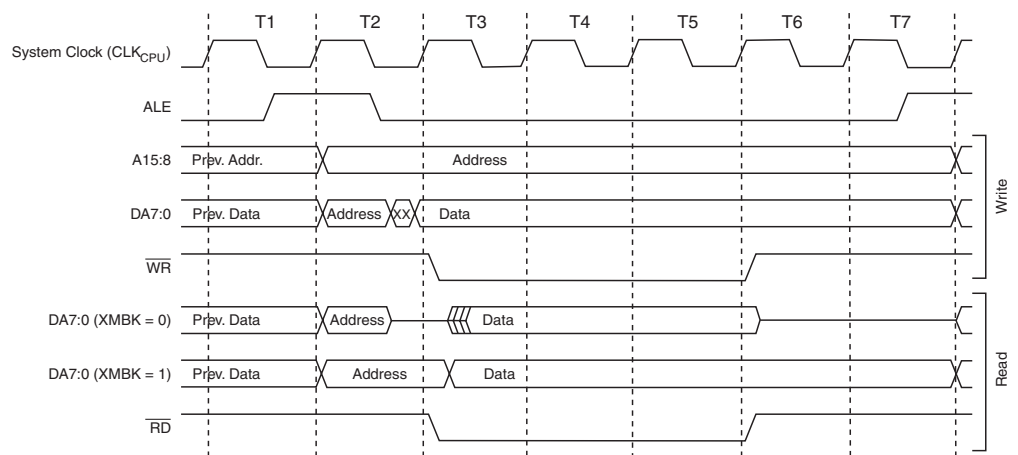 T1 T2 T3 T4 T5 T6 T7
System Clock (CLKCPU)
ALE
A15:8 Prev. Addr. Address
DA7:0 Prev. Data Address XX Data
WR
Write
DA7:0 (XMBK = 0) Prev. Data Address Data
DA7:0 (XMBK = 1) Prev. Data Address Data
RD
Read